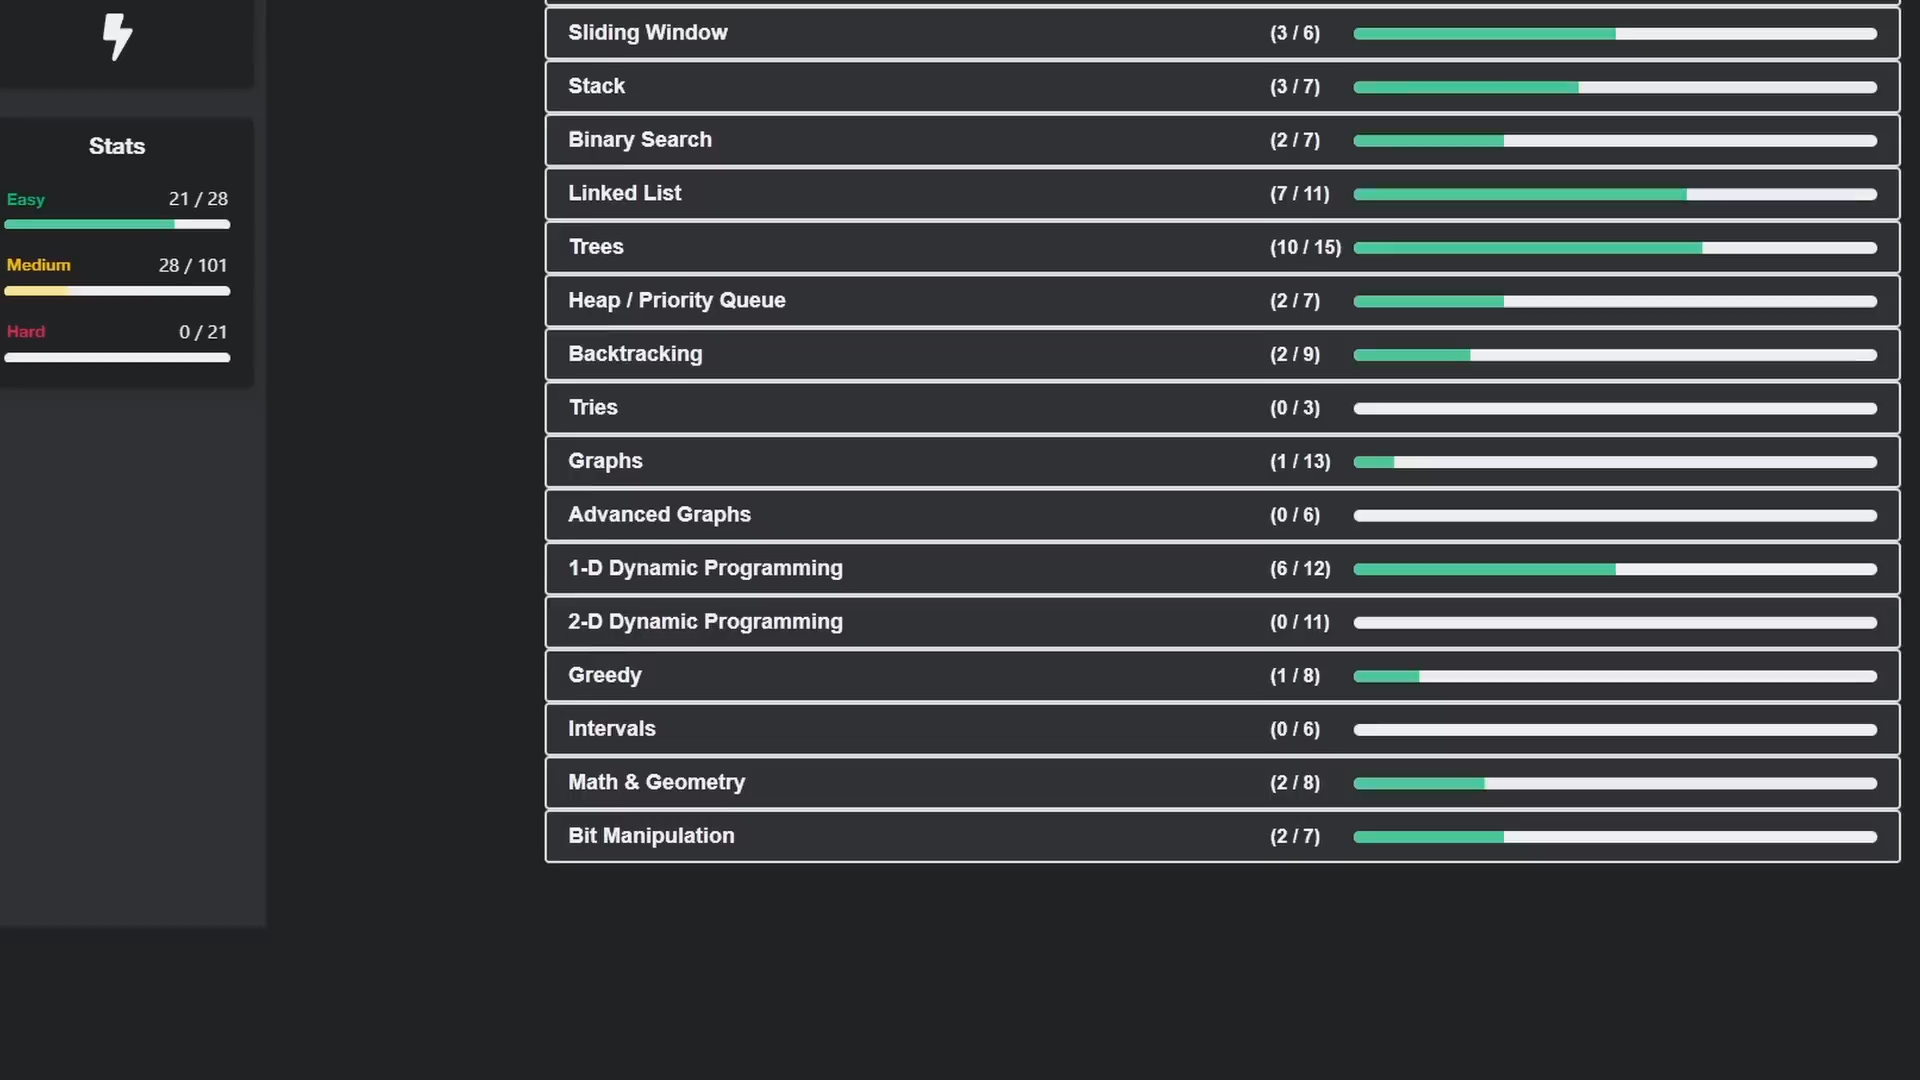 Stats
Easy 21 / 28
Medium 28 / 101
Hard 0 / 21
Sliding Window (3 / 6)
Stack (3 / 7)
Binary Search (2 / 7)
Linked List (7 / 11)
Trees (10 / 15)
Heap / Priority Queue (2 / 7)
Backtracking (2 / 9)
Tries (0 / 3)
Graphs (1 / 13)
Advanced Graphs (0 / 6)
1-D Dynamic Programming (6 / 12)
2-D Dynamic Programming (0 / 11)
Greedy (1 / 8)
Intervals (0 / 6)
Math & Geometry (2 / 8)
Bit Manipulation (2 / 7)